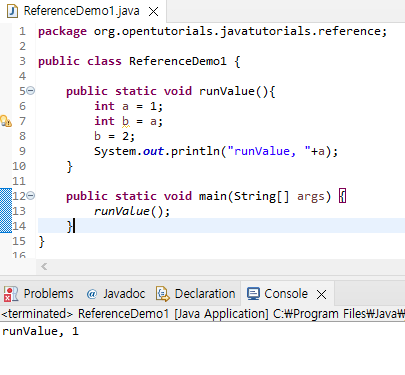 ReferenceDemo1.java
1 package org.opentutorials.javatutorials.reference;
2
3 public class ReferenceDemo1 {
4
5 public static void runValue(){
6 int a = 1;
7 int b = a;
8 b = 2;
9 System.out.println("runValue, "+a);
10 }
11
12 public static void main(String[] args) {
13 runValue();
14 }
15 }
16
Problems @ Javadoc Declaration Console
<terminated> ReferenceDemo1 [Java Application] C:₩Program Files₩Java₩
runValue, 1